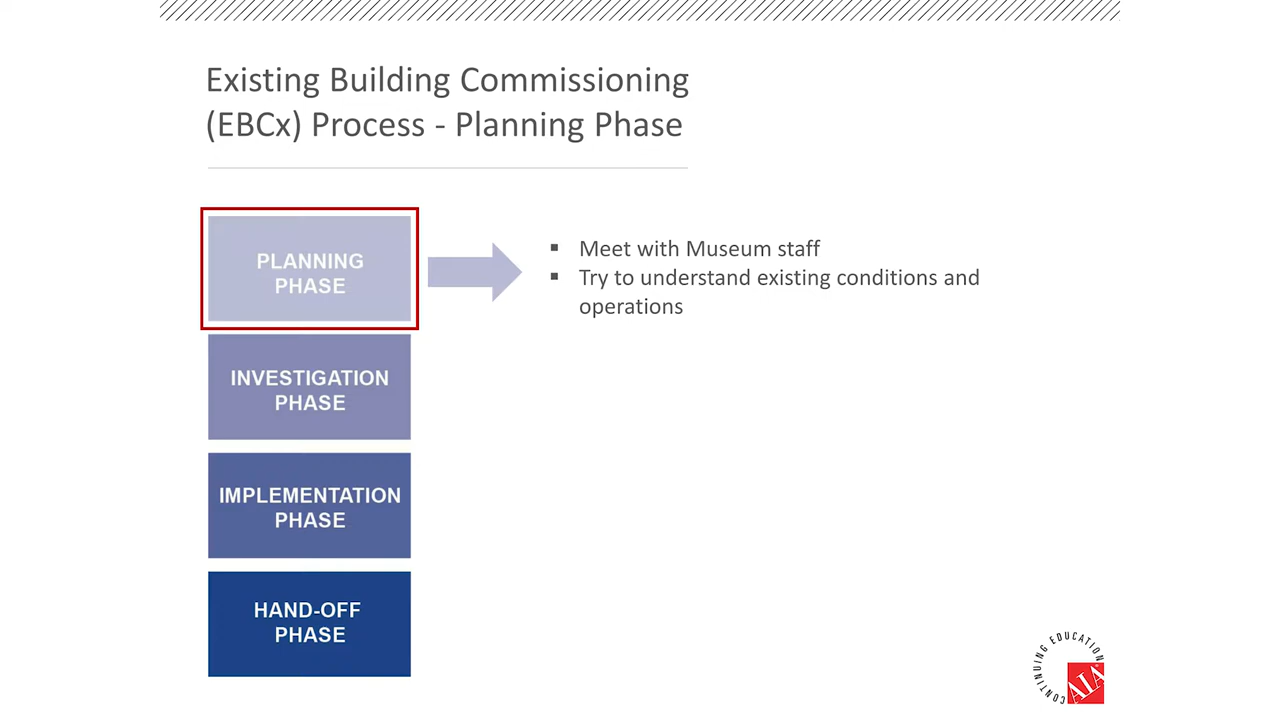 Existing Building Commissioning
(EBCx) Process - Planning Phase
PLANNING
PHASE
▪ Meet with Museum staff
▪ Try to understand existing conditions and
operations
INVESTIGATION
PHASE
IMPLEMENTATION
PHASE
HAND-OFF
PHASE
CONTINUING EDUCATION
AIA